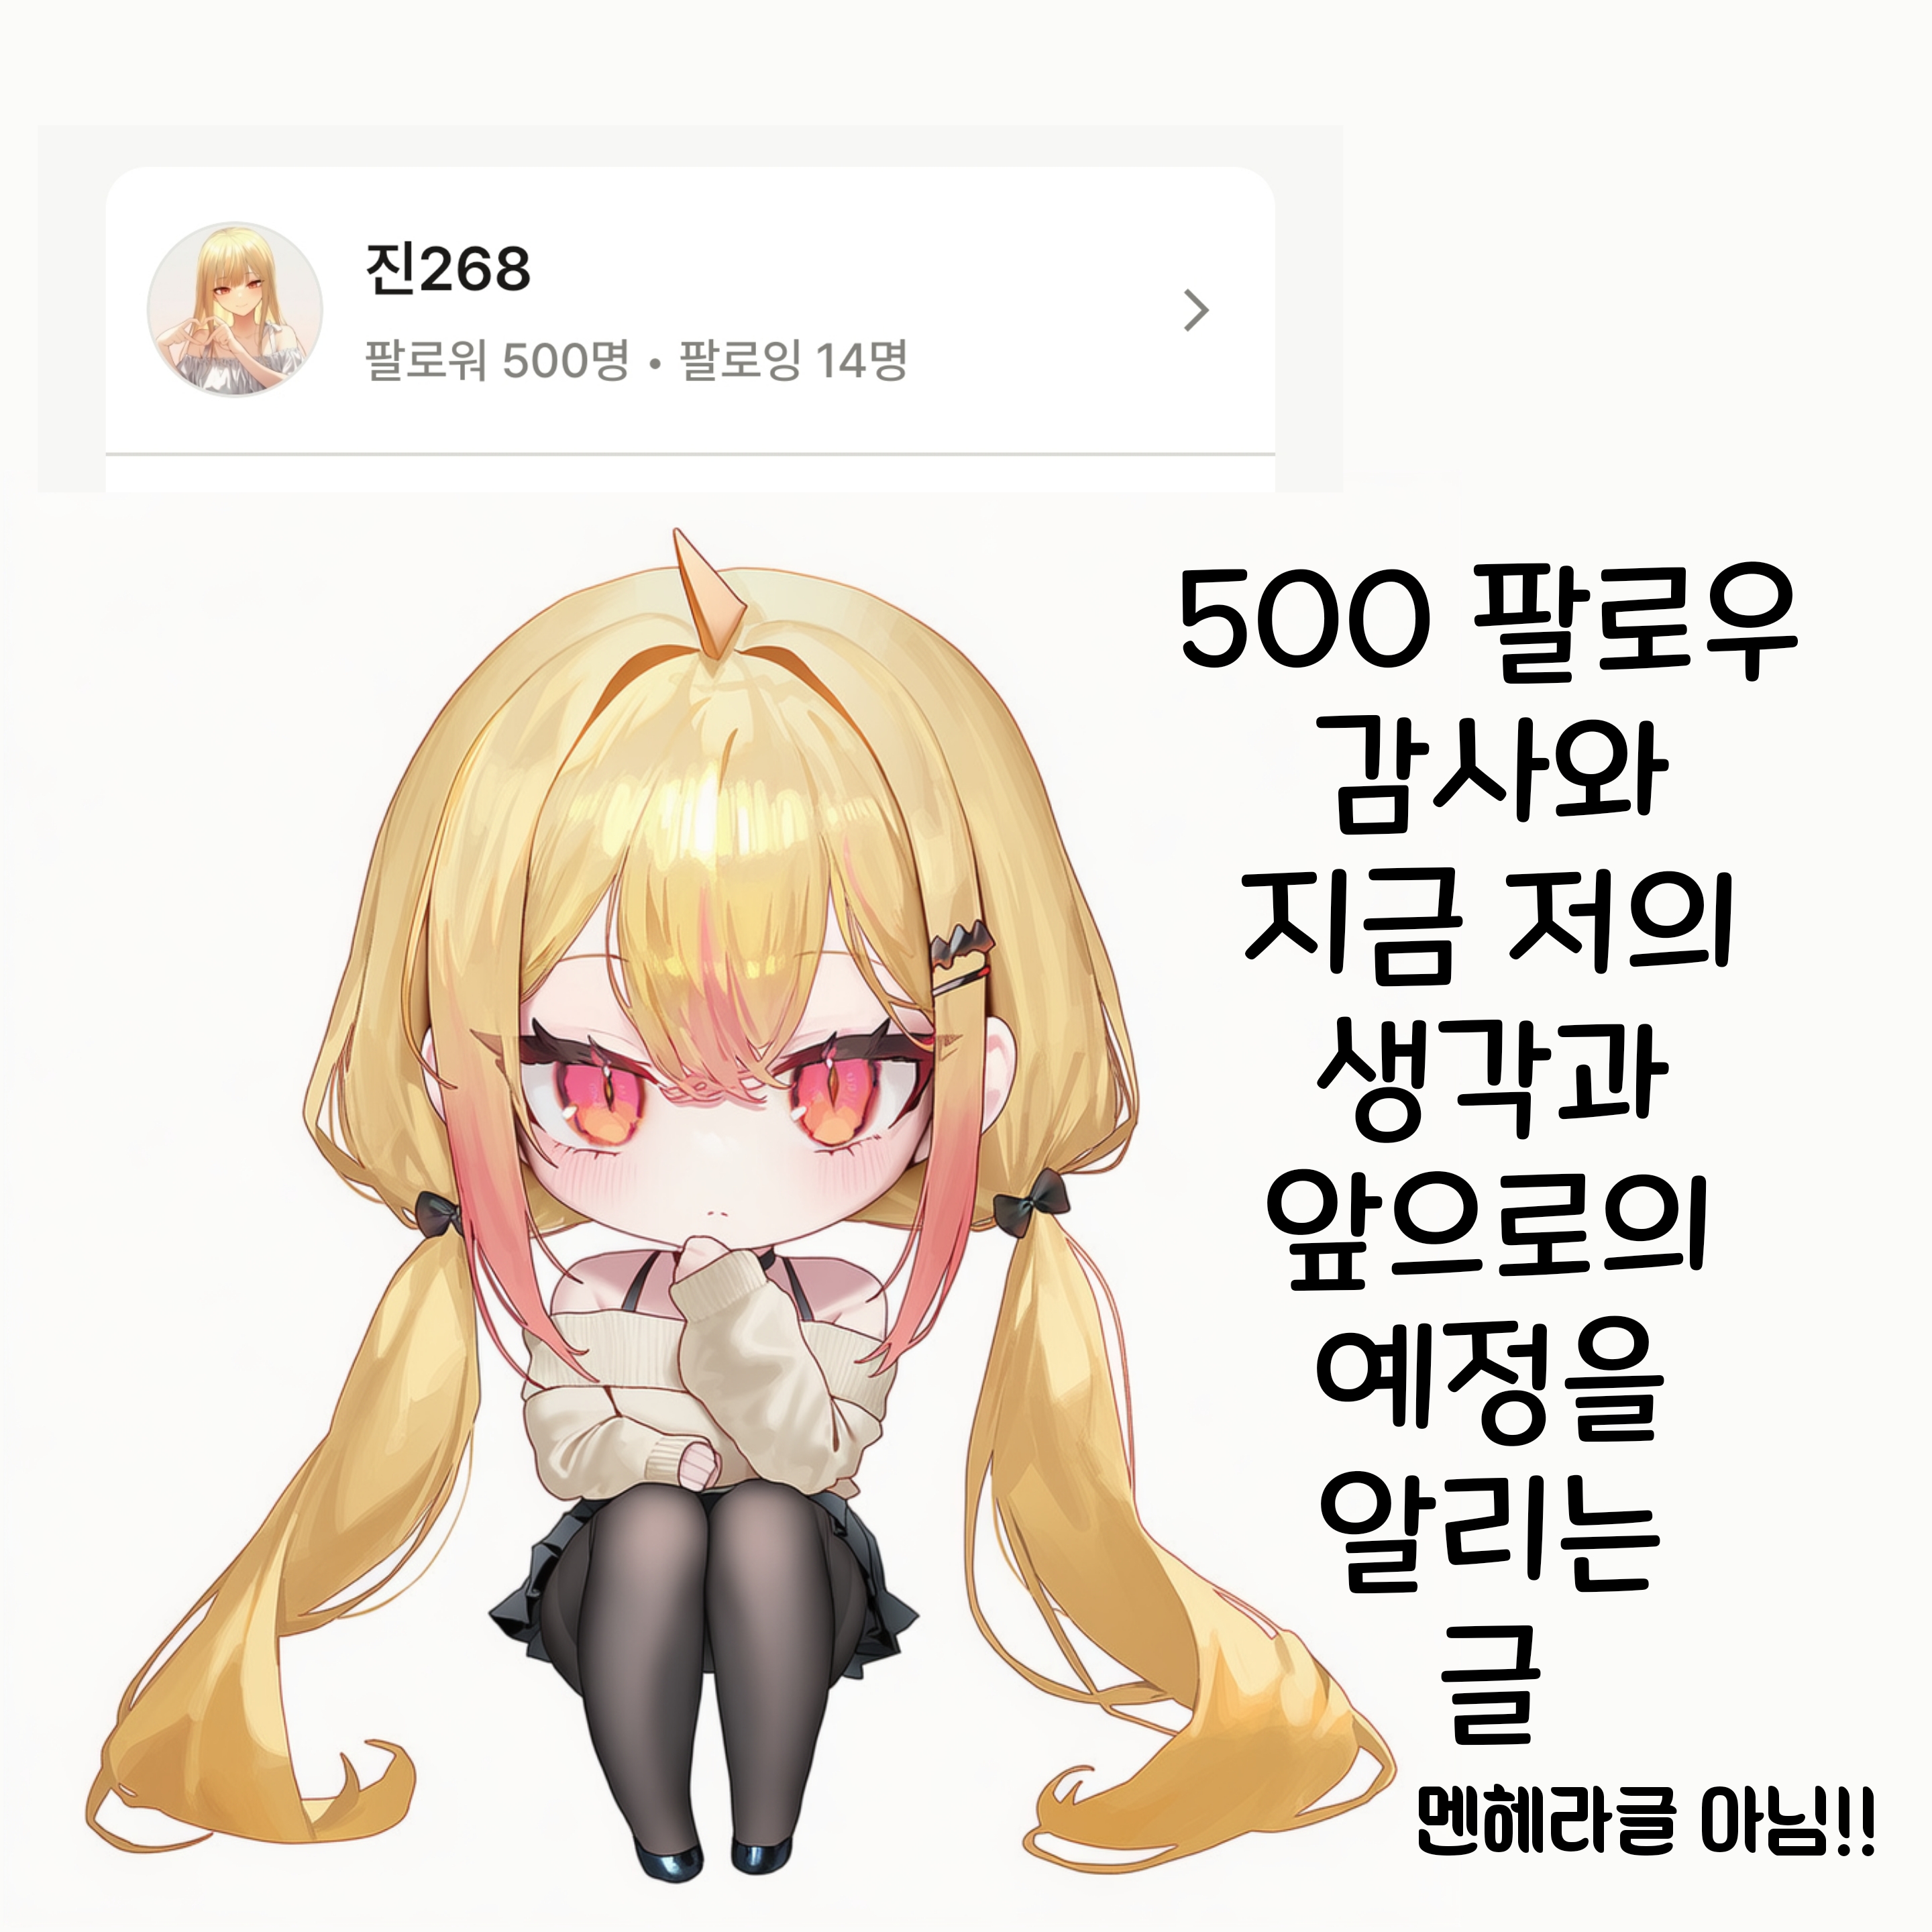 진268
팔로워 500명 • 팔로잉 14명
500 팔로우
감사와
지금 저의
생각과
앞으로의
예정을
알리는
글
멘헤라글 아님!!